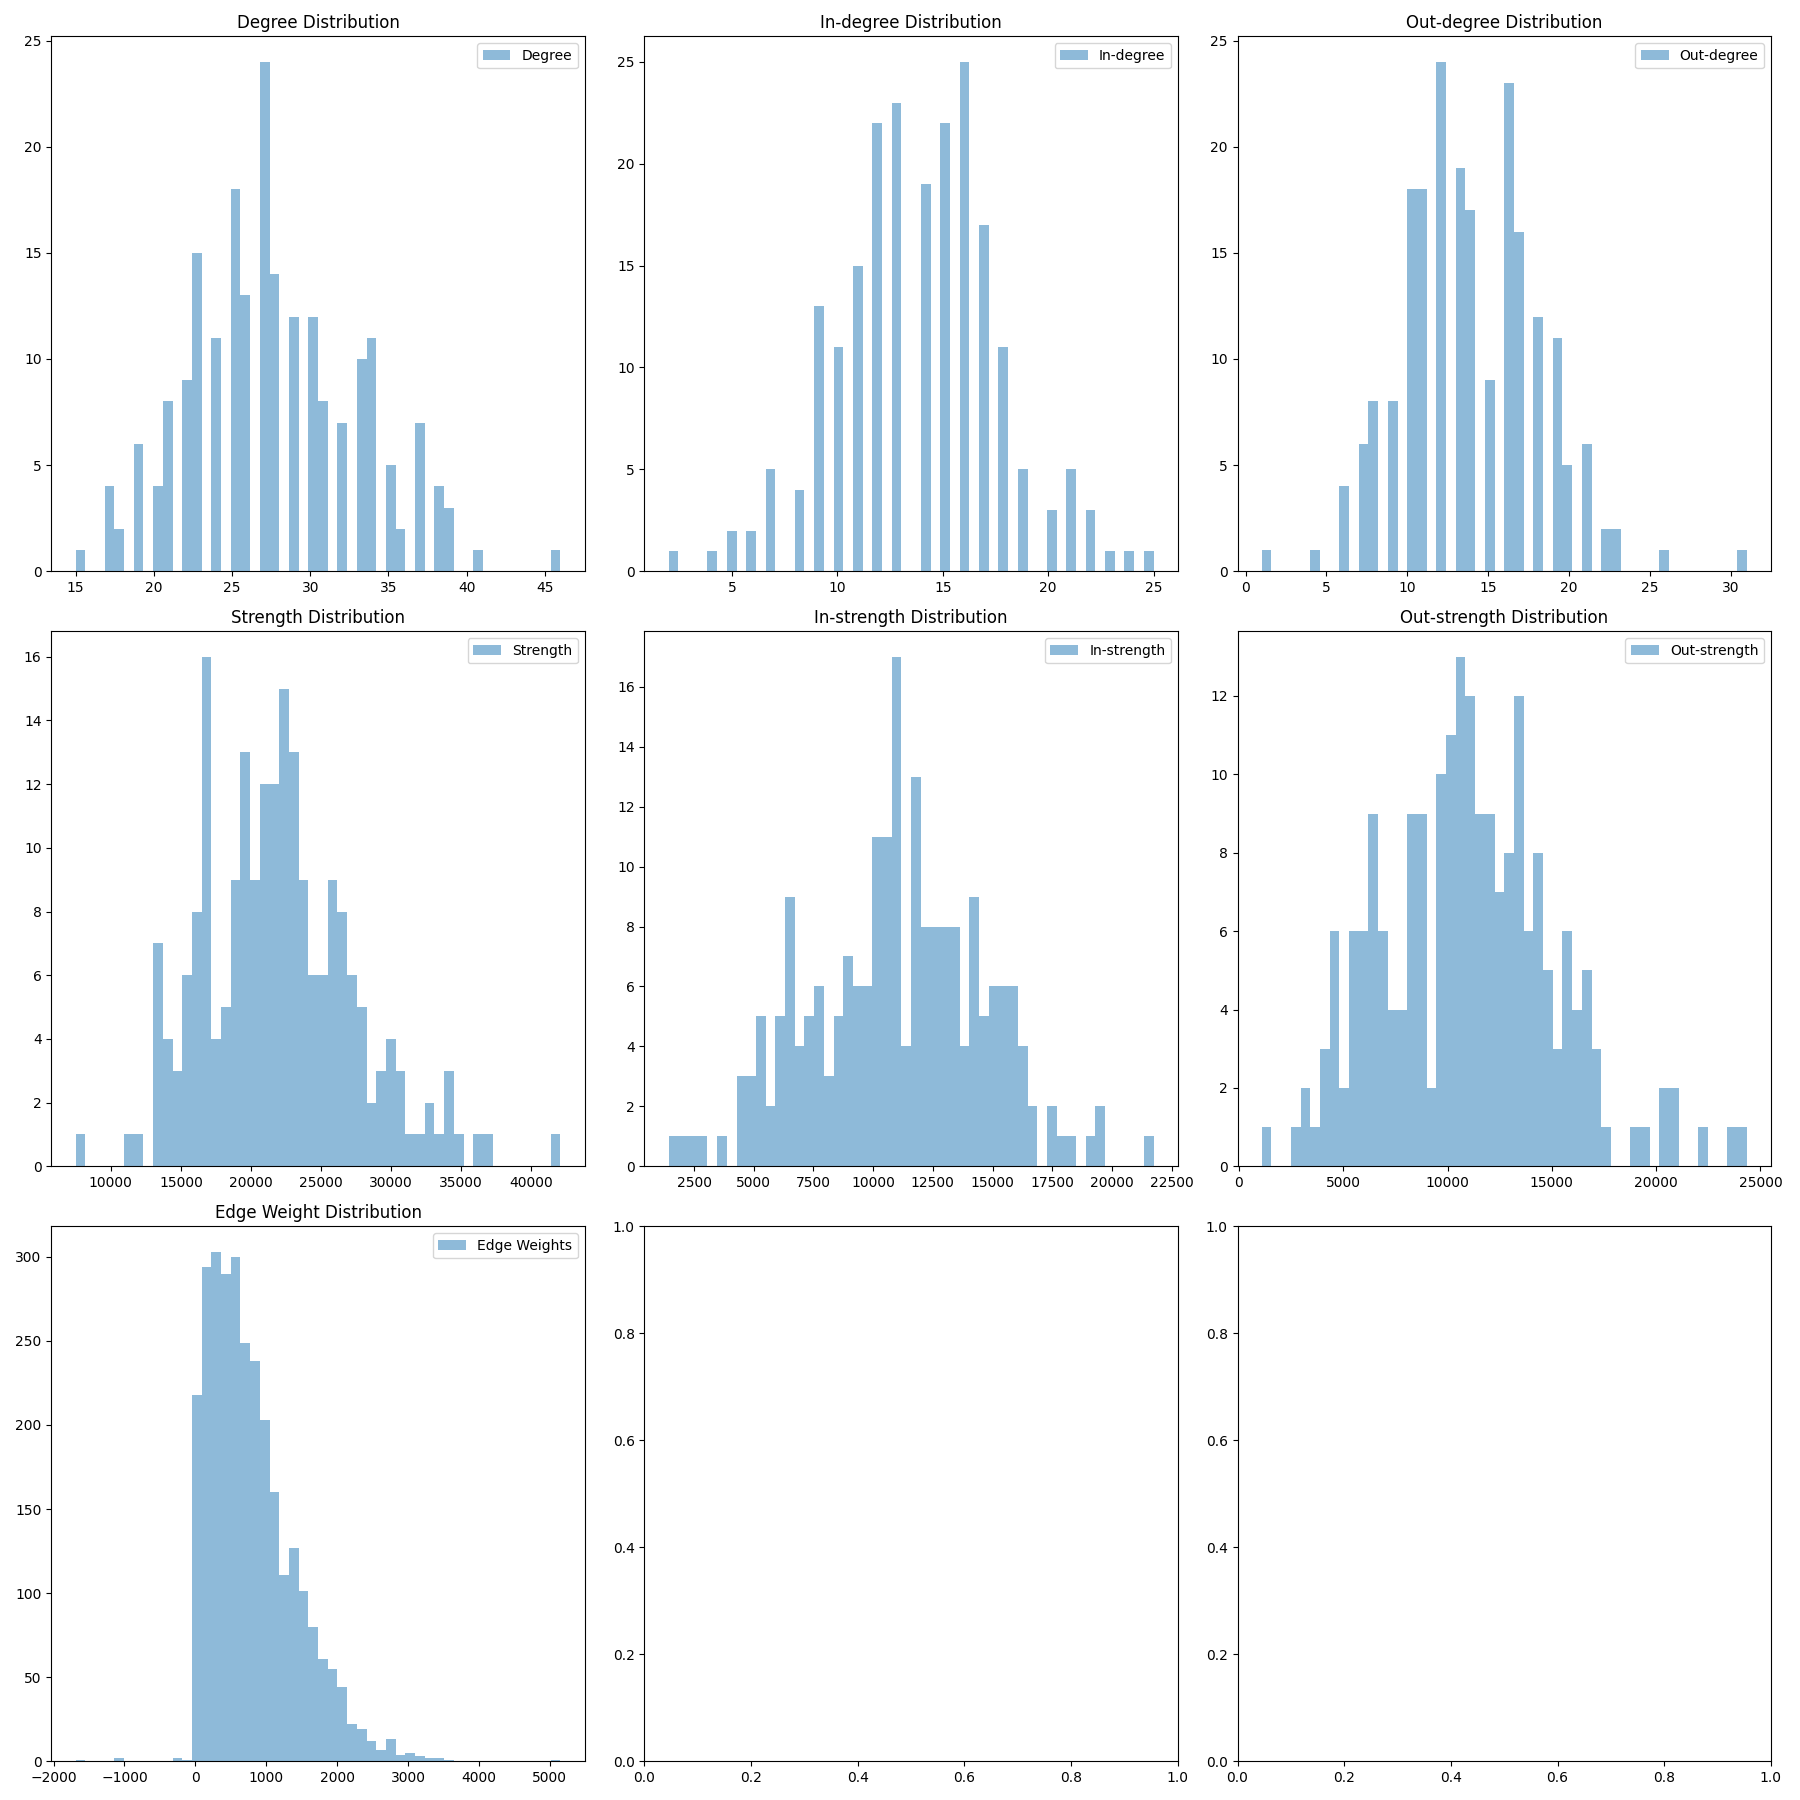 Degree Distribution
Degree
25
20
15
10
5
0
15 20 25 30 35 40 45
In-degree Distribution
In-degree
25
20
15
10
5
0
5 10 15 20 25
Out-degree Distribution
Out-degree
25
20
15
10
5
0
0 5 10 15 20 25 30
Strength Distribution
Strength
16
14
12
10
8
6
4
2
0
10000 15000 20000 25000 30000 35000 40000
In-strength Distribution
In-strength
16
14
12
10
8
6
4
2
0
2500 5000 7500 10000 12500 15000 17500 20000 22500
Out-strength Distribution
Out-strength
12
10
8
6
4
2
0
0 5000 10000 15000 20000 25000
Edge Weight Distribution
Edge Weights
300
250
200
150
100
50
0
−2000 −1000 0 1000 2000 3000 4000 5000
1.0
0.8
0.6
0.4
0.2
0.0
0.0 0.2 0.4 0.6 0.8 1.0
1.0
0.8
0.6
0.4
0.2
0.0
0.0 0.2 0.4 0.6 0.8 1.0